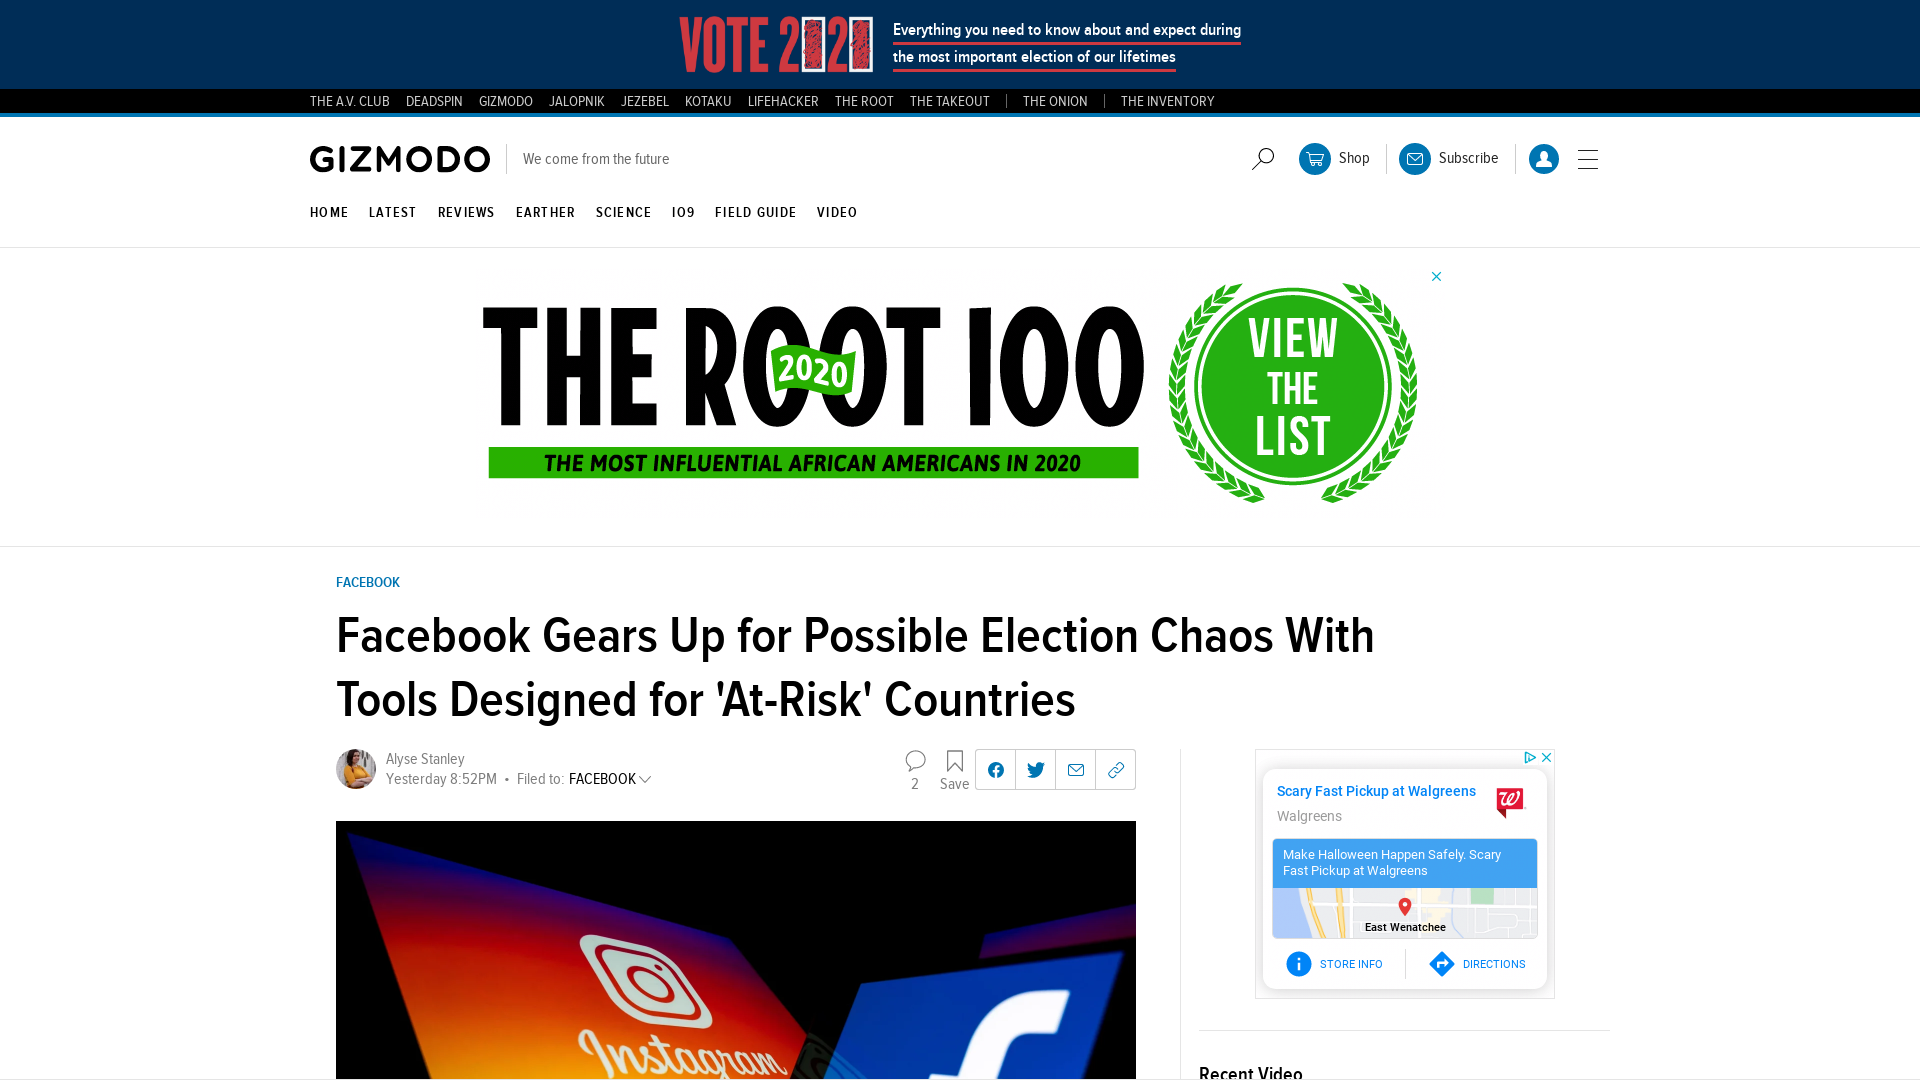 VOTE 2020
Everything you need to know about and expect during
the most important election of our lifetimes
THE A.V. CLUB DEADSPIN GIZMODO JALOPNIK JEZEBEL KOTAKU LIFEHACKER THE ROOT THE TAKEOUT THE ONION THE INVENTORY
GIZMODO We come from the future
Shop Subscribe
HOME LATEST REVIEWS EARTHER SCIENCE IO9 FIELD GUIDE VIDEO
THE ROOT 100
2020
THE MOST INFLUENTIAL AFRICAN AMERICANS IN 2020
VIEW
THE
LIST
FACEBOOK
Facebook Gears Up for Possible Election Chaos With
Tools Designed for 'At-Risk' Countries
Alyse Stanley
Yesterday 8:52PM • Filed to: FACEBOOK
2 Save
Instagram
Scary Fast Pickup at Walgreens
Walgreens
Make Halloween Happen Safely. Scary
Fast Pickup at Walgreens
East Wenatchee
STORE INFO DIRECTIONS
Recent Video